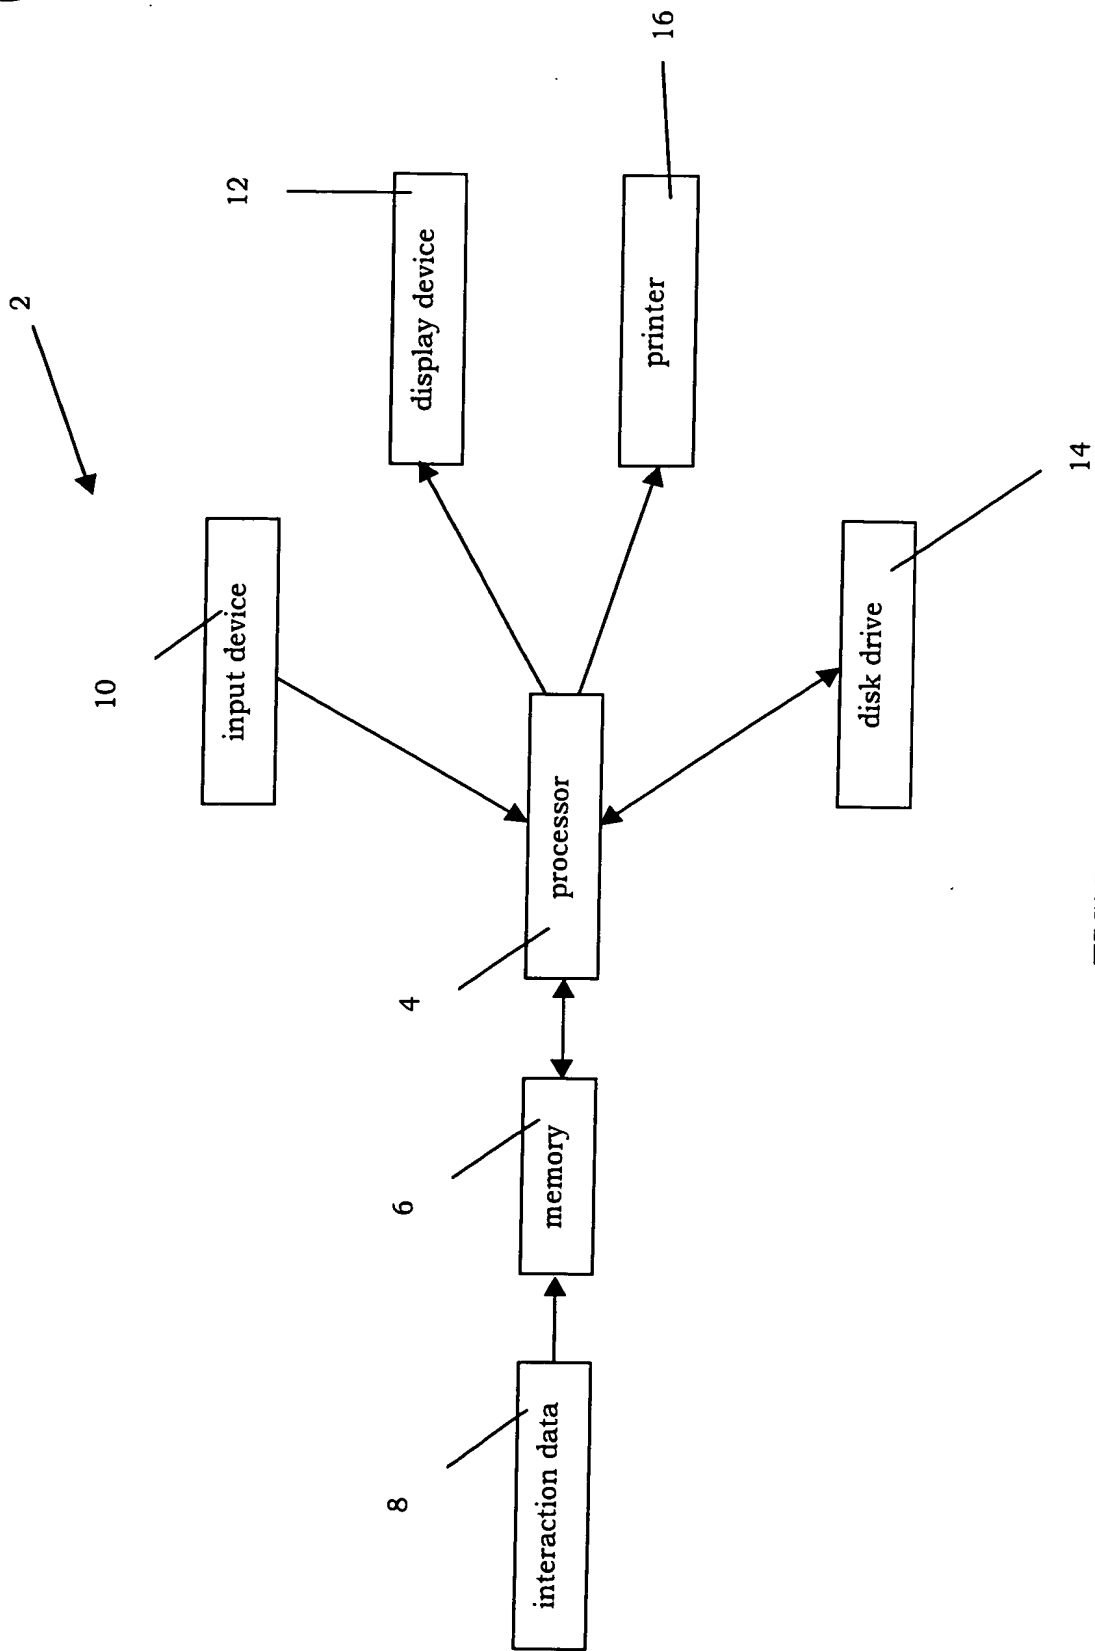 2
10
input device
12
display device
16
printer
4
processor
6
memory
8
interaction data
14
disk drive